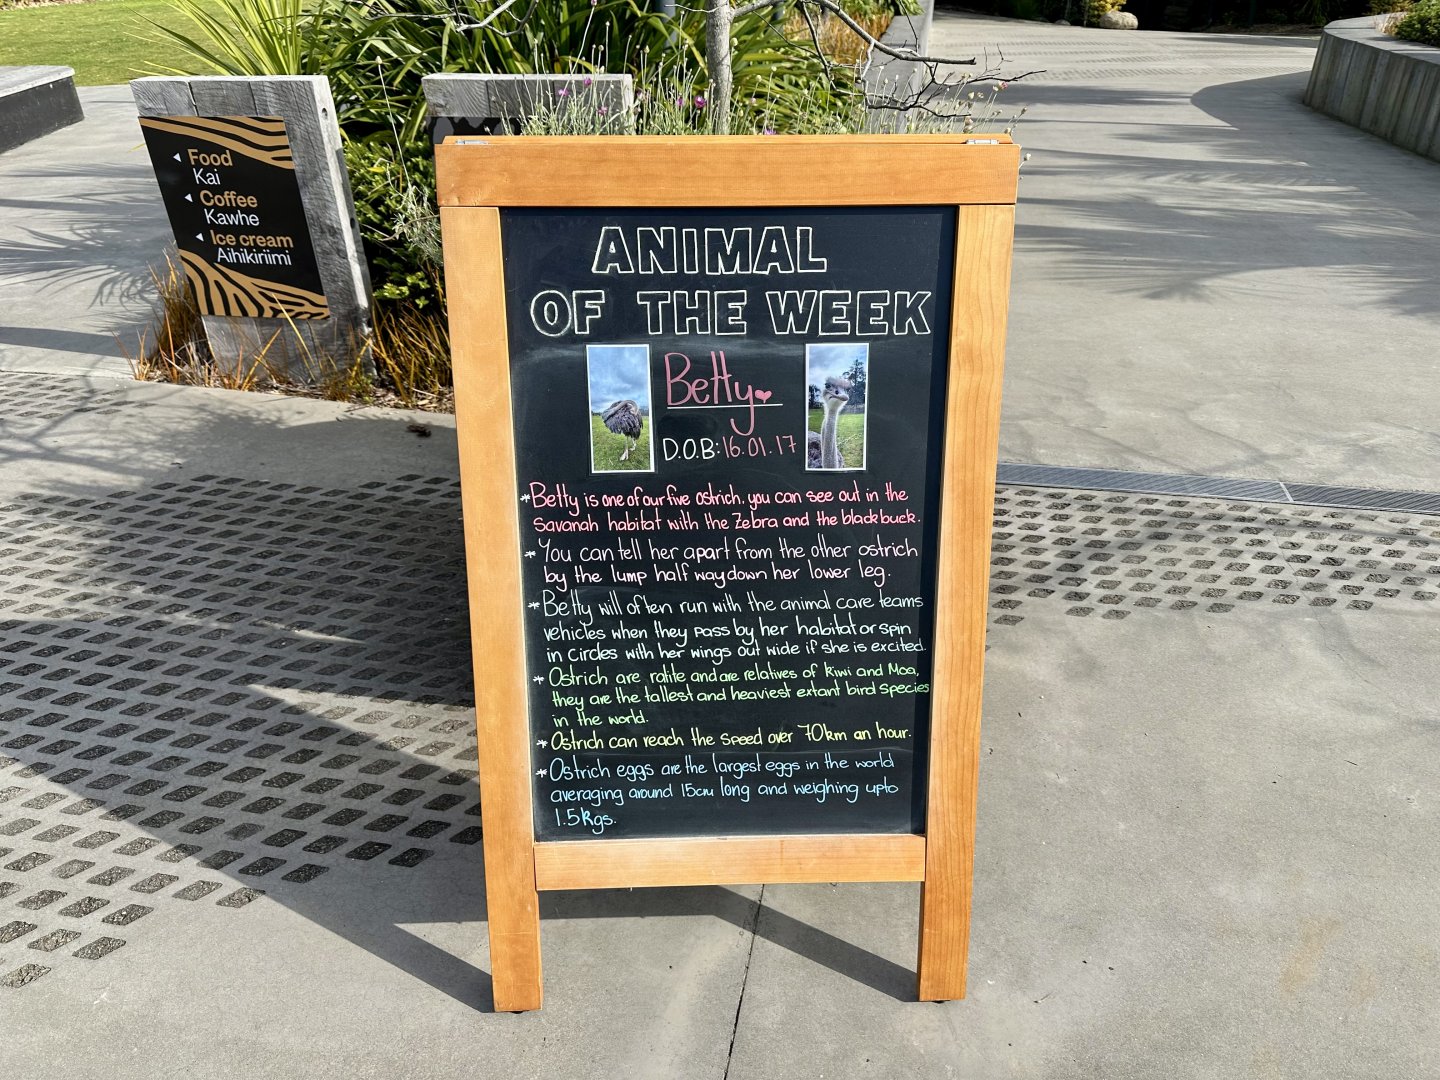 Food
Kai
Coffee
Kawhe
Ice cream
Aihikirīmi
ANIMAL
OF THE WEEK
Betty
D.O.B: 16.01.17
* Betty is one of our five ostrich. you can see out in the
Savanah habitat with the Zebra and the blackbuck.
* You can tell her apart from the other ostrich
by the lump half way down her lower leg.
* Betty will often run with the animal care teams
vehicles when they pass by her habitat or spin
in circles with her wings out wide if she is excited.
* Ostrich are ratite and are relatives of kiwi and Moa,
they are the tallest and heaviest extant bird species
in the world.
* Ostrich can reach the speed over 70km an hour.
* Ostrich eggs are the largest eggs in the world
averaging around 15cm long and weighing upto
1.5kgs.